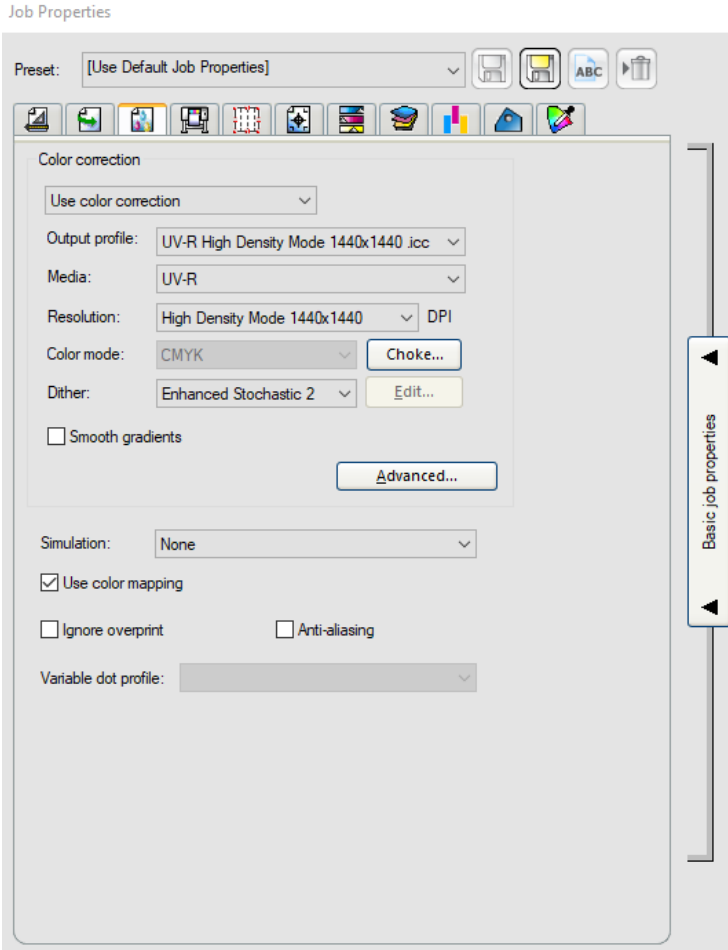 Job Properties
Preset: [Use Default Job Properties]
ABC
Color correction
Use color correction
Output profile: UV-R High Density Mode 1440x1440 .icc
Media: UV-R
Resolution: High Density Mode 1440x1440 DPI
Color mode: CMYK Choke...
Dither: Enhanced Stochastic 2 Edit...
Smooth gradients
Advanced...
Basic job properties
Simulation: None
Use color mapping
Ignore overprint Anti-aliasing
Variable dot profile: